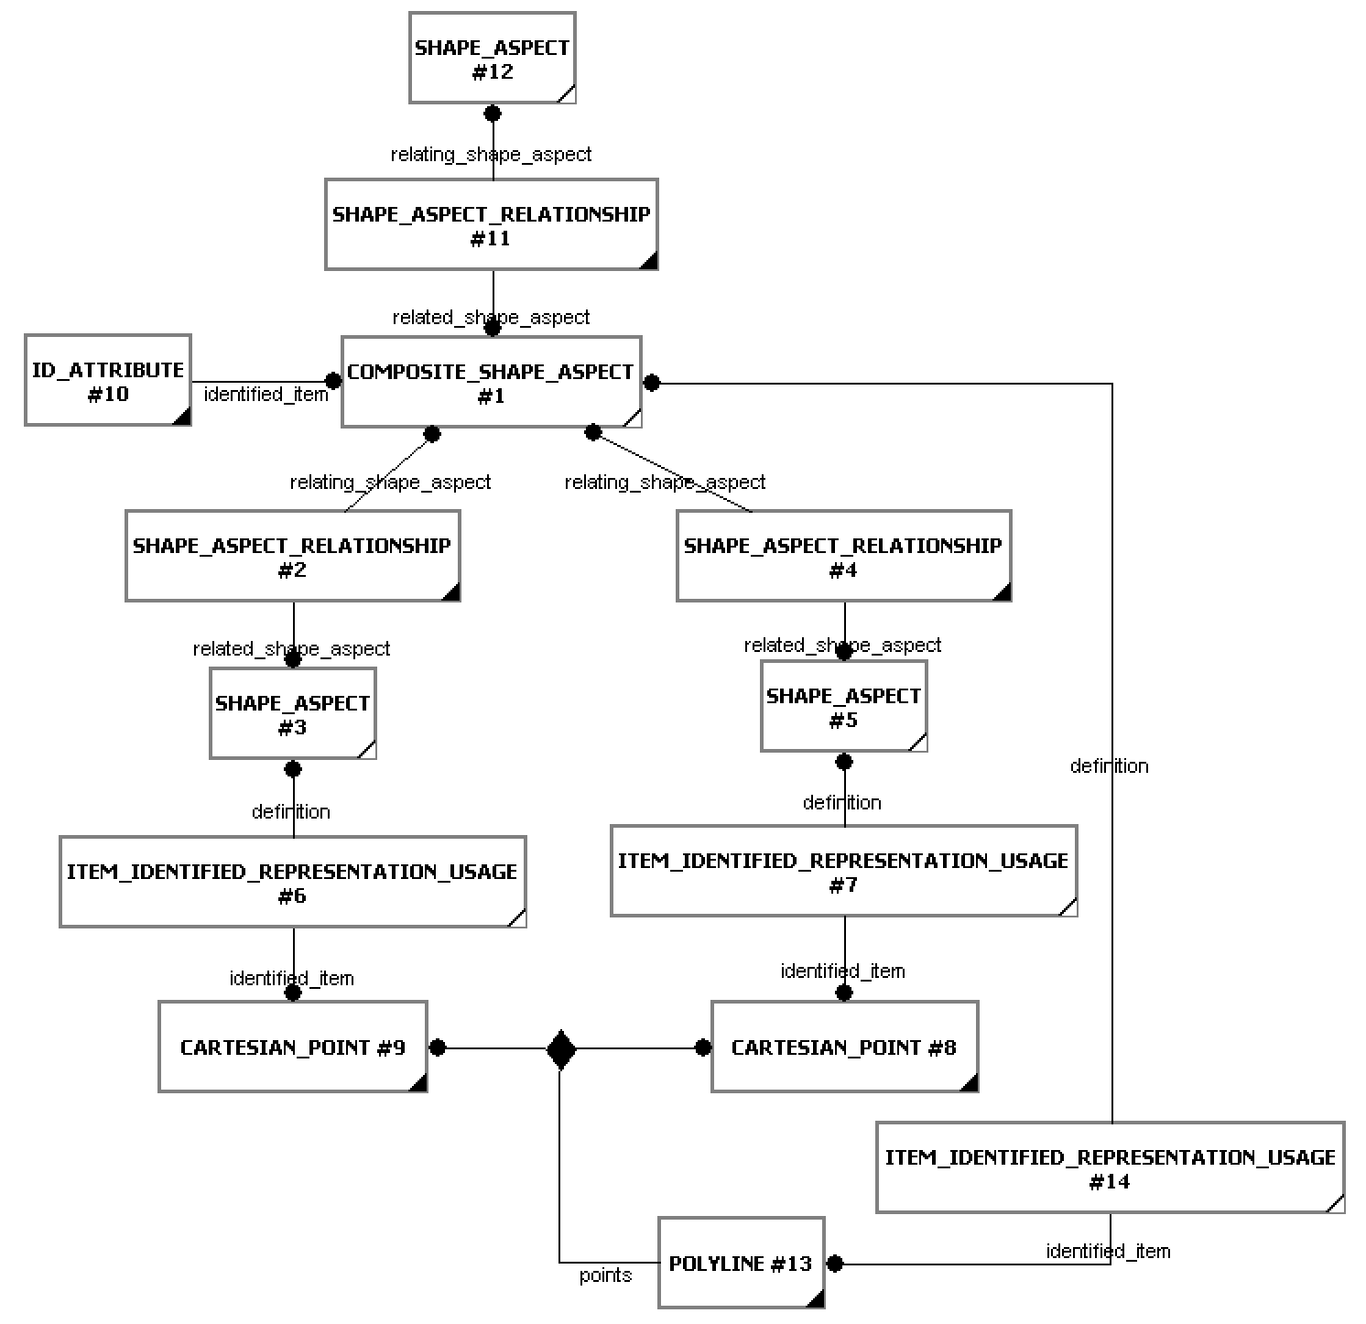 SHAPE_ASPECT
#12
relating_shape_aspect
SHAPE_ASPECT_RELATIONSHIP
#11
related_shape_aspect
ID_ATTRIBUTE
#10
identified_item
COMPOSITE_SHAPE_ASPECT
#1
relating_shape_aspect
relating_shape_aspect
SHAPE_ASPECT_RELATIONSHIP
#2
SHAPE_ASPECT_RELATIONSHIP
#4
related_shape_aspect
related_shape_aspect
SHAPE_ASPECT
#3
SHAPE_ASPECT
#5
definition
definition
definition
ITEM_IDENTIFIED_REPRESENTATION_USAGE
#6
ITEM_IDENTIFIED_REPRESENTATION_USAGE
#7
identified_item
identified_item
CARTESIAN_POINT #9
CARTESIAN_POINT #8
ITEM_IDENTIFIED_REPRESENTATION_USAGE
#14
identified_item
POLYLINE #13
points